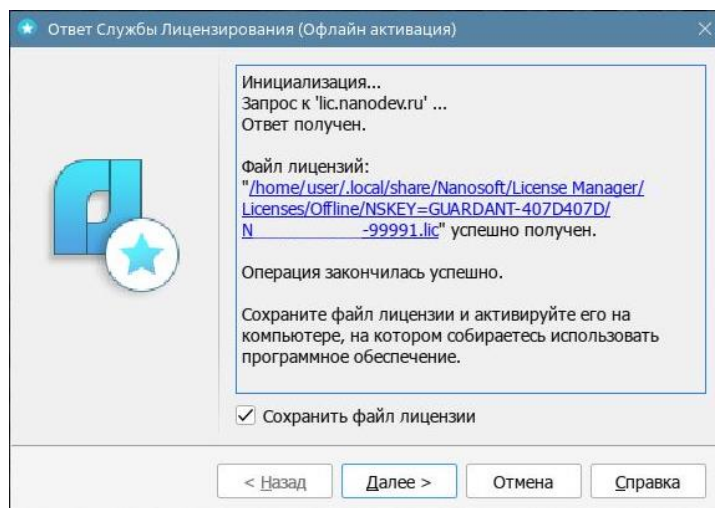 Ответ Службы Лицензирования (Офлайн активация)
Инициализация...
Запрос к 'lic.nanodev.ru' ...
Ответ получен.
Файл лицензий:
"/home/user/.local/share/Nanosoft/License Manager/
Licenses/Offline/NSKEY=GUARDANT-407D407D/
N -99991.lic" успешно получен.
Операция закончилась успешно.
Сохраните файл лицензии и активируйте его на
компьютере, на котором собираетесь использовать
программное обеспечение.
Сохранить файл лицензии
< Назад
Далее >
Отмена
Справка